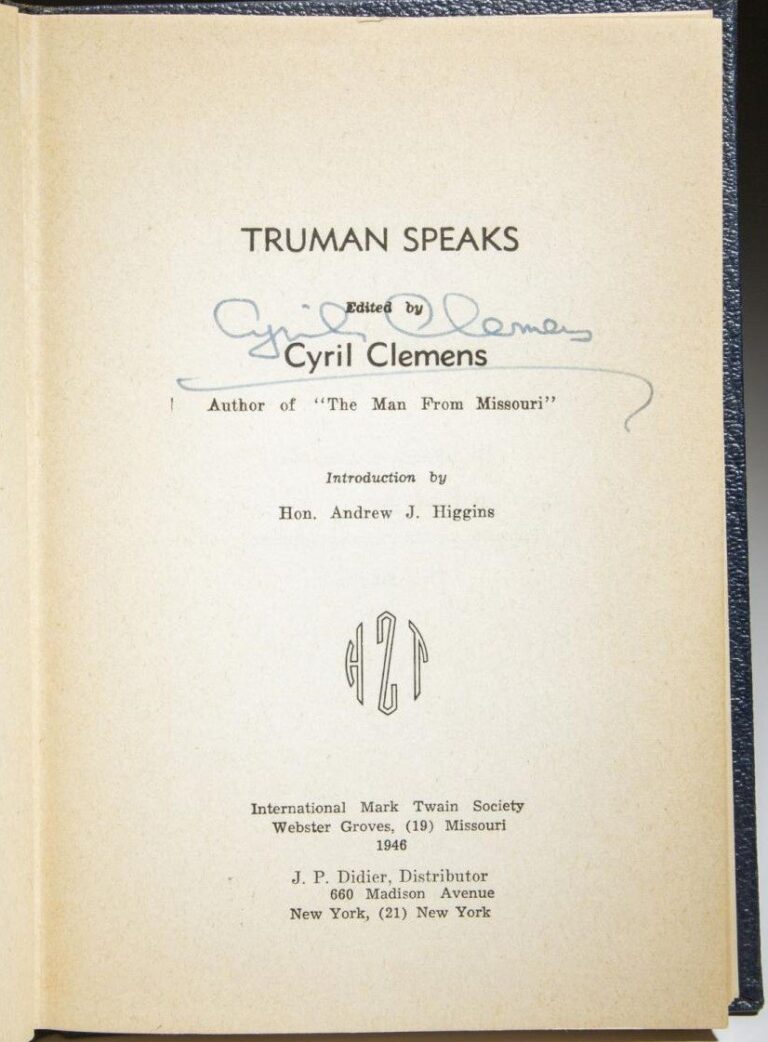 TRUMAN SPEAKS
Edited by
Cyril Clemens
Cyril Clemens
Author of "The Man From Missouri"
Introduction by
Hon. Andrew J. Higgins
HST
International Mark Twain Society
Webster Groves, (19) Missouri
1946
J. P. Didier, Distributor
660 Madison Avenue
New York, (21) New York